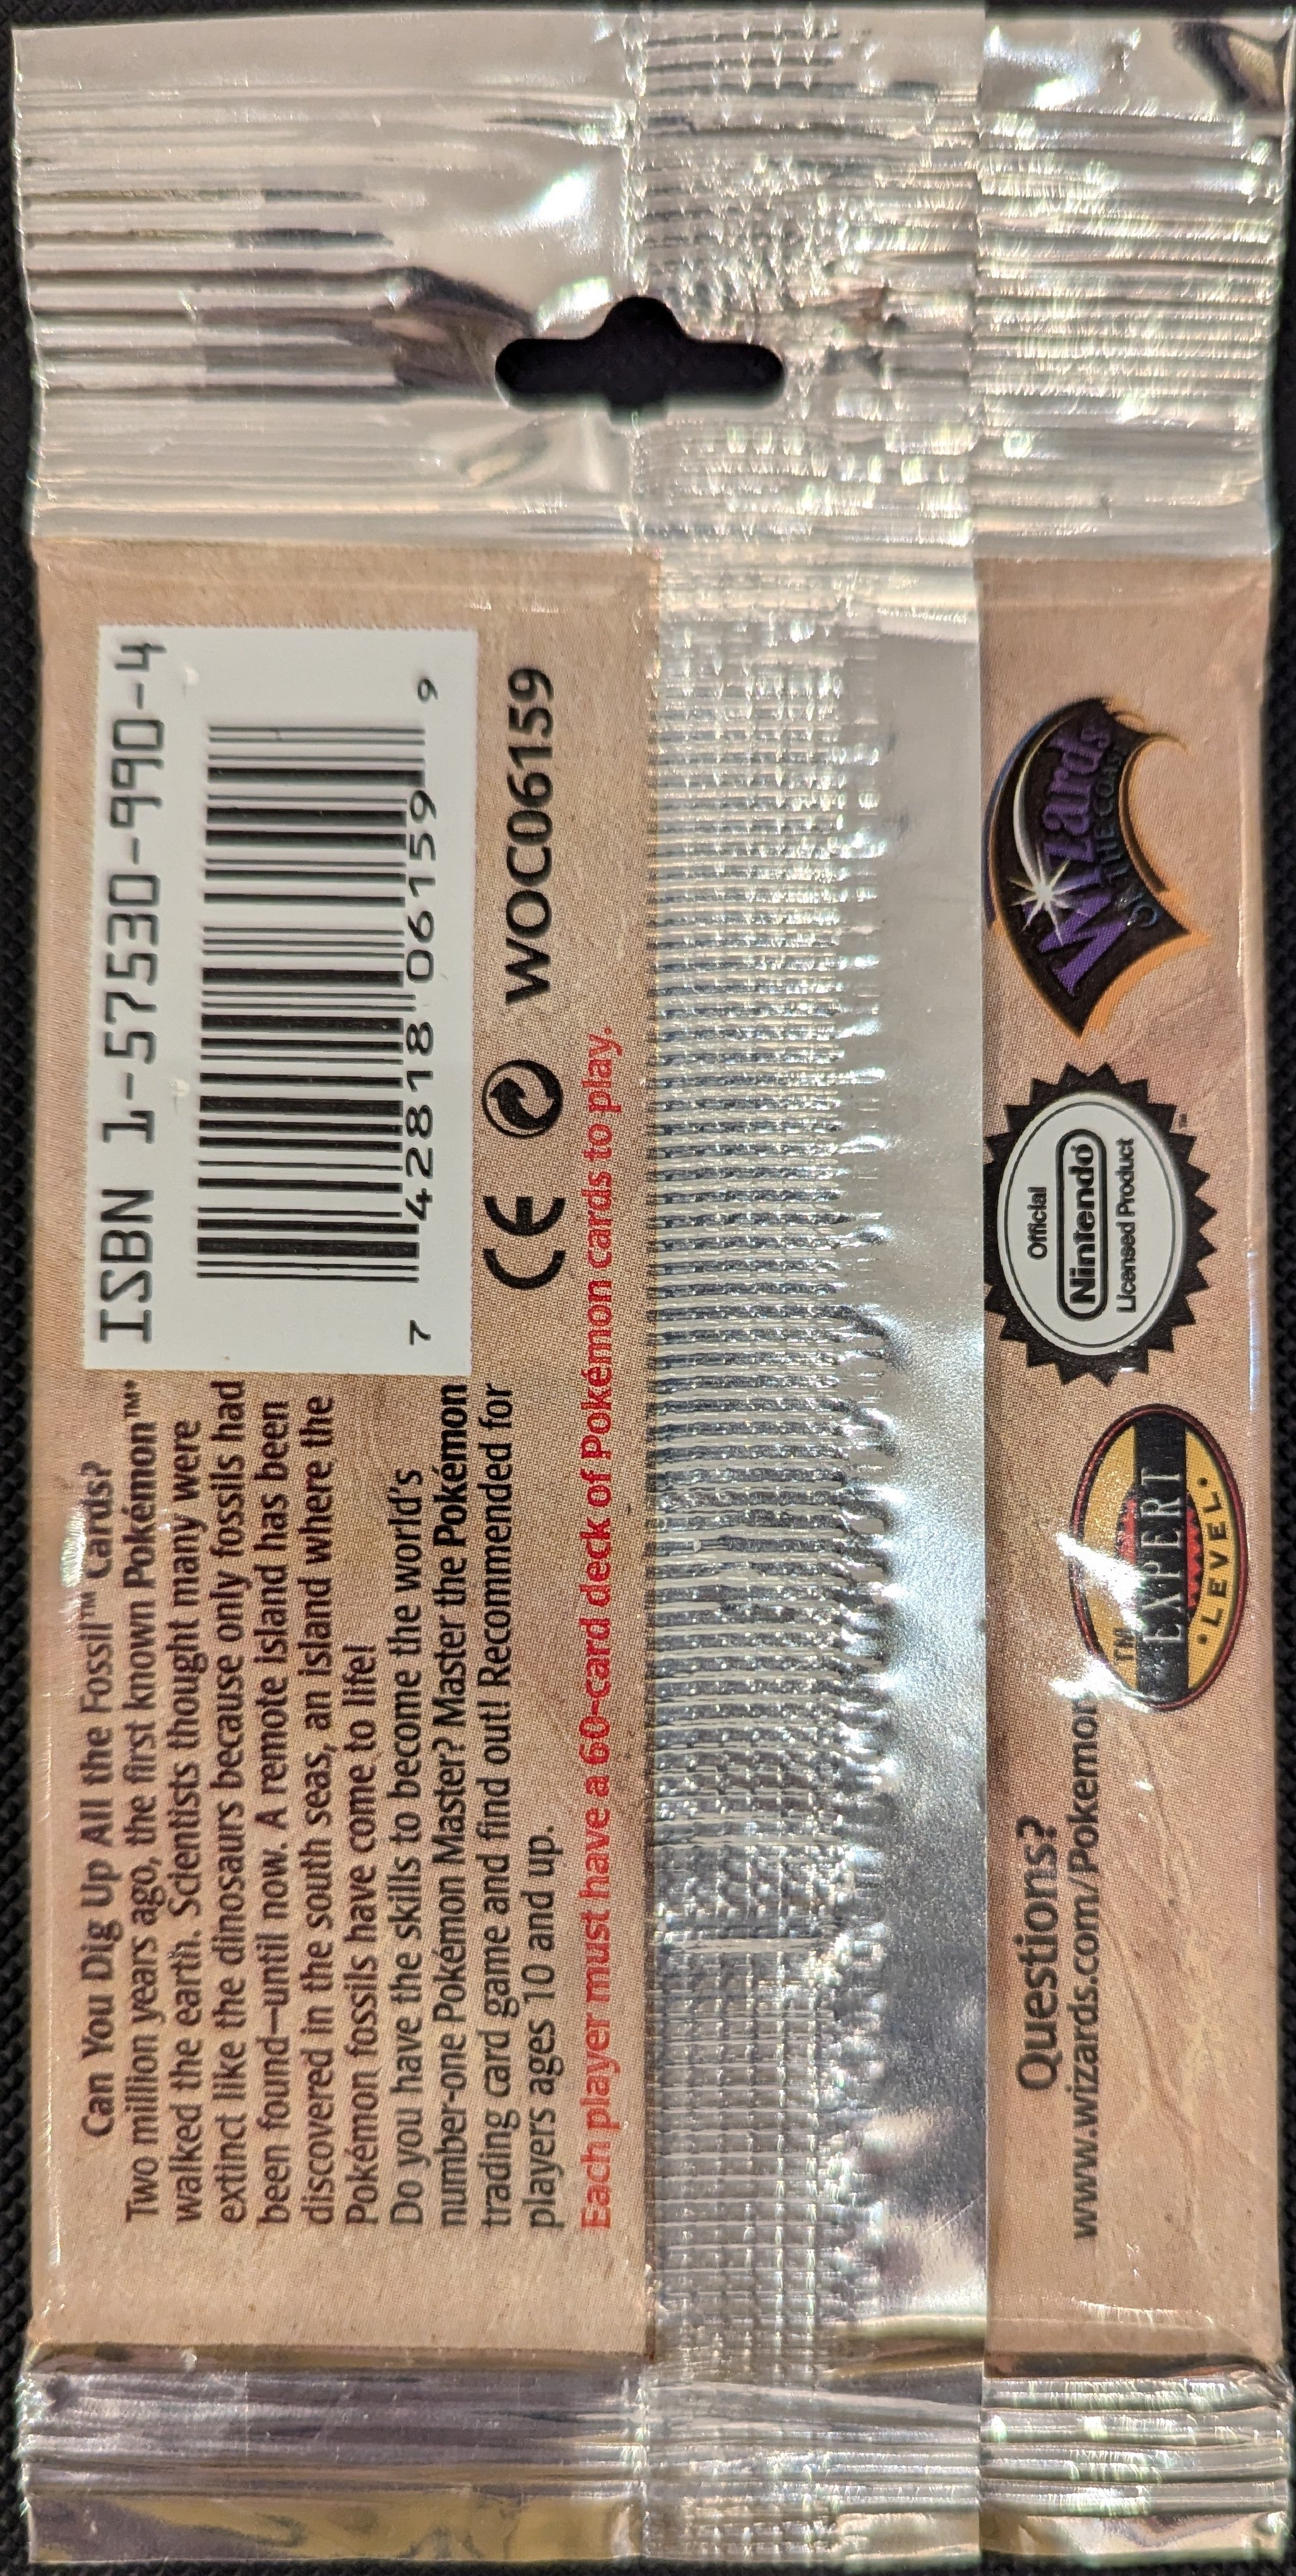 Can You Dig Up All the Fossil™ Cards?
Two million years ago, the first known Pokémon™*
walked the earth. Scientists thought many were
extinct like the dinosaurs because only fossils had
been found—until now. A remote island has been
discovered in the south seas, an island where the
Pokémon fossils have come to life!
Do you have the skills to become the world's
number-one Pokémon Master? Master the Pokémon
trading card game and find out! Recommended for
players ages 10 and up.
Each player must have a 60-card deck of Pokémon cards to play.
ISBN 1-57530-990-4
7 42818 06159 9
CE WOC06159
Questions?
www.wizards.com/Pokemon
TM
EXPERT
• LEVEL •
Official
Nintendo
Licensed Product
™
Wizards
OF THE COAST